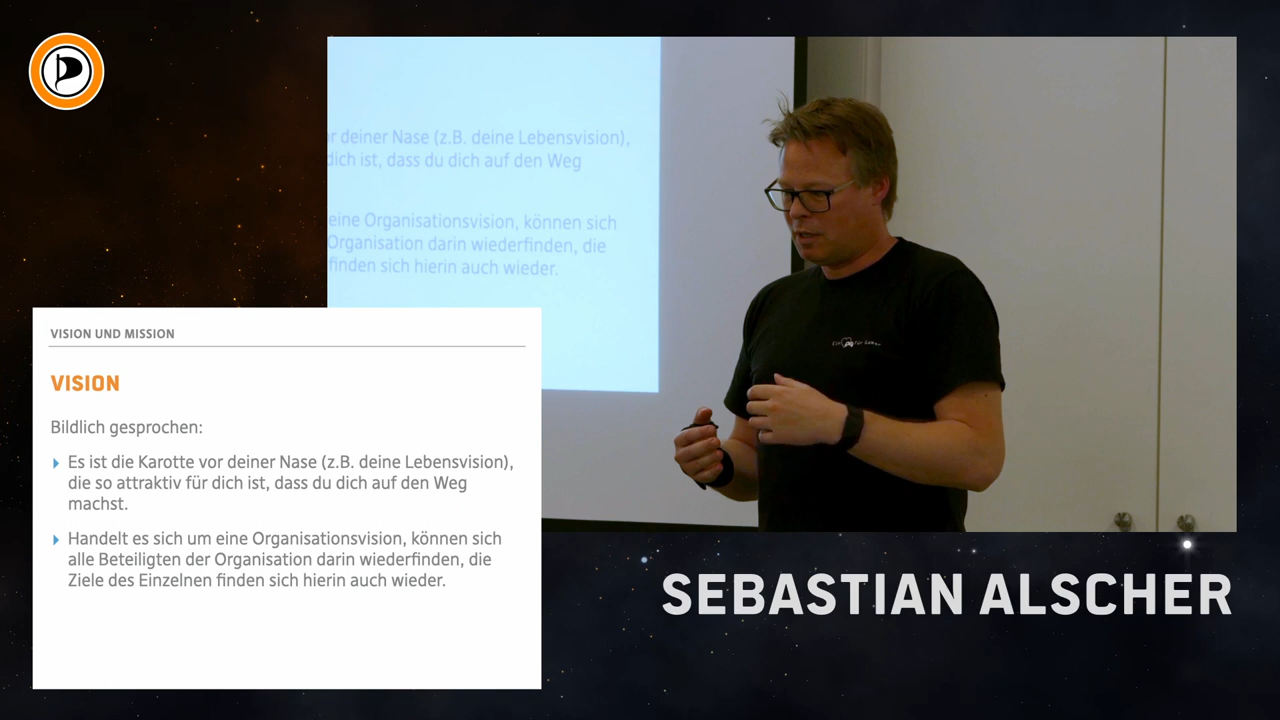 r deiner Nase (z.B. deine Lebensvision),
dich ist, dass du dich auf den Weg
eine Organisationsvision, können sich
Organisation darin wiederfinden, die
finden sich hierin auch wieder.
VISION UND MISSION
VISION
Bildlich gesprochen:
Es ist die Karotte vor deiner Nase (z.B. deine Lebensvision),
die so attraktiv für dich ist, dass du dich auf den Weg
machst.
Handelt es sich um eine Organisationsvision, können sich
alle Beteiligten der Organisation darin wiederfinden, die
Ziele des Einzelnen finden sich hierin auch wieder.
SEBASTIAN ALSCHER